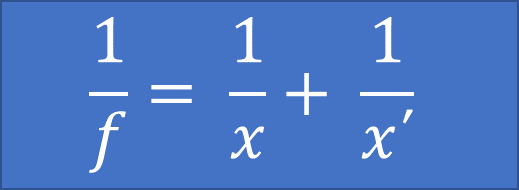 1/f = 1/x + 1/x′